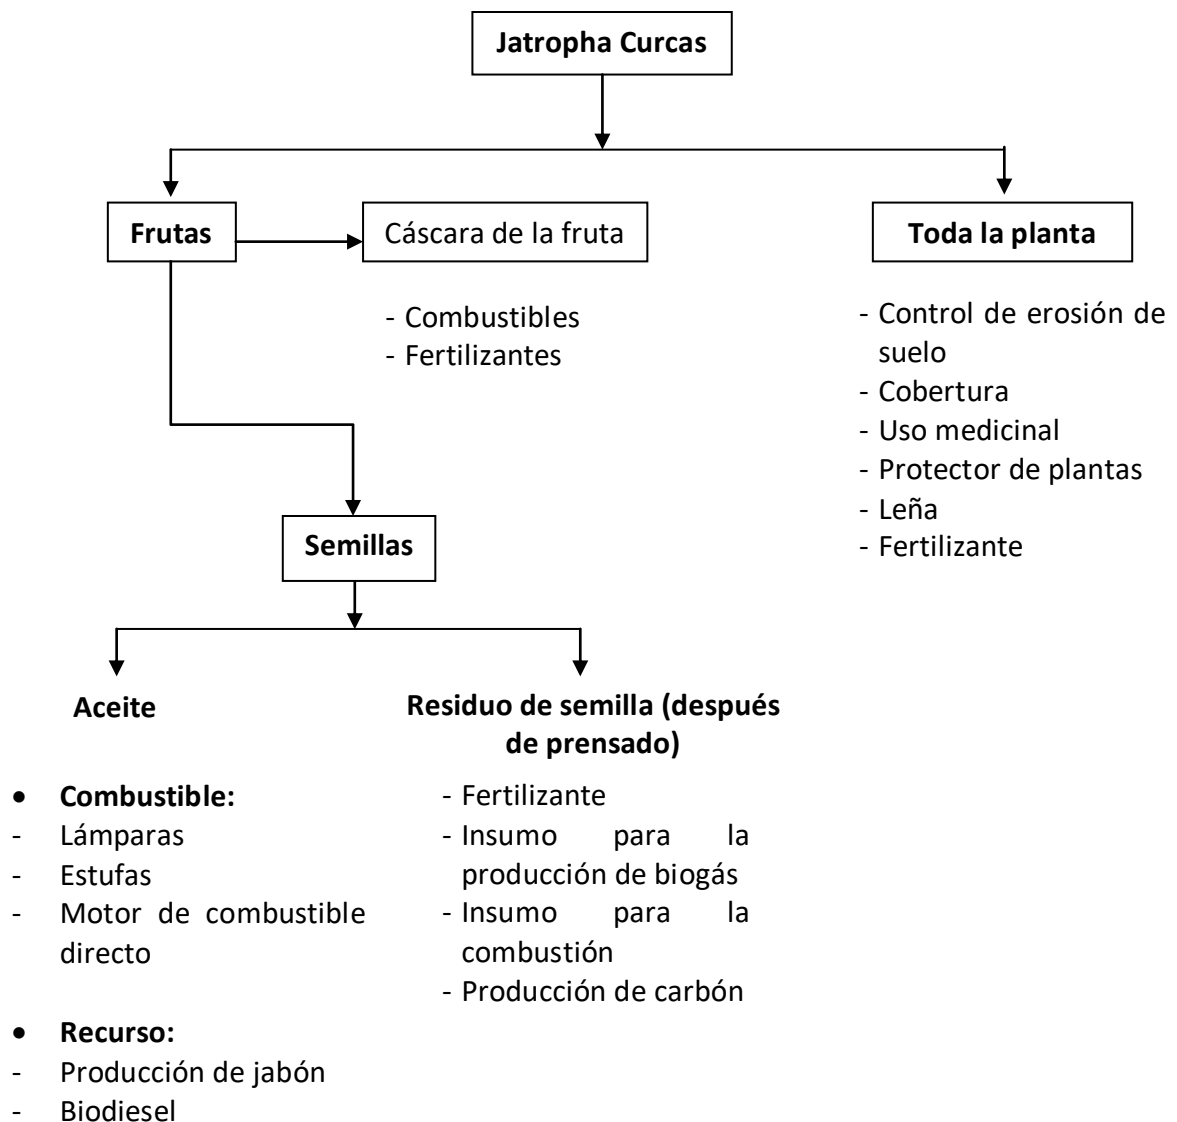 Jatropha Curcas
Frutas
Cáscara de la fruta
Toda la planta
- Combustibles
- Fertilizantes
- Control de erosión de
suelo
- Cobertura
- Uso medicinal
- Protector de plantas
- Leña
- Fertilizante
Semillas
Aceite
Residuo de semilla (después
de prensado)
• Combustible:
- Lámparas
- Estufas
- Motor de combustible
directo
• Recurso:
- Producción de jabón
- Biodiesel
- Fertilizante
- Insumo para la
producción de biogás
- Insumo para la
combustión
- Producción de carbón